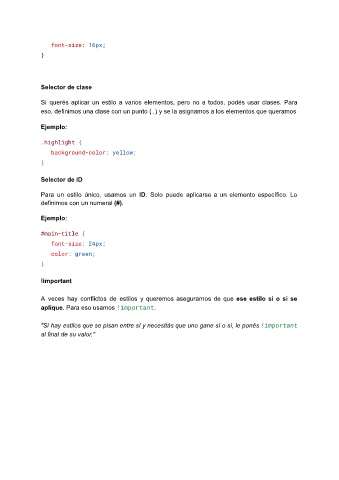 font-size: 16px;
}
Selector de clase
Si querés aplicar un estilo a varios elementos, pero no a todos, podés usar clases. Para
eso, definimos una clase con un punto (.) y se la asignamos a los elementos que queramos
Ejemplo:
.highlight {
background-color: yellow;
}
Selector de ID
Para un estilo único, usamos un ID. Solo puede aplicarse a un elemento específico. Lo
definimos con un numeral (#).
Ejemplo:
#main-title {
font-size: 24px;
color: green;
}
!important
A veces hay conflictos de estilos y queremos asegurarnos de que ese estilo sí o sí se
aplique. Para eso usamos !important.
"Si hay estilos que se pisan entre sí y necesitás que uno gane sí o sí, le ponés !important
al final de su valor."